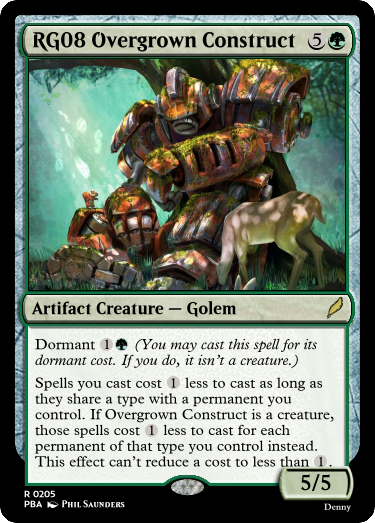 RG08 Overgrown Construct 5
Artifact Creature — Golem
Dormant 1 (You may cast this spell for its
dormant cost. If you do, it isn't a creature.)
Spells you cast cost 1 less to cast as long as
they share a type with a permanent you
control. If Overgrown Construct is a creature,
those spells cost 1 less to cast for each
permanent of that type you control instead.
This effect can't reduce a cost to less than 1.
5/5
R 0205
PBA Phil Saunders
Denny